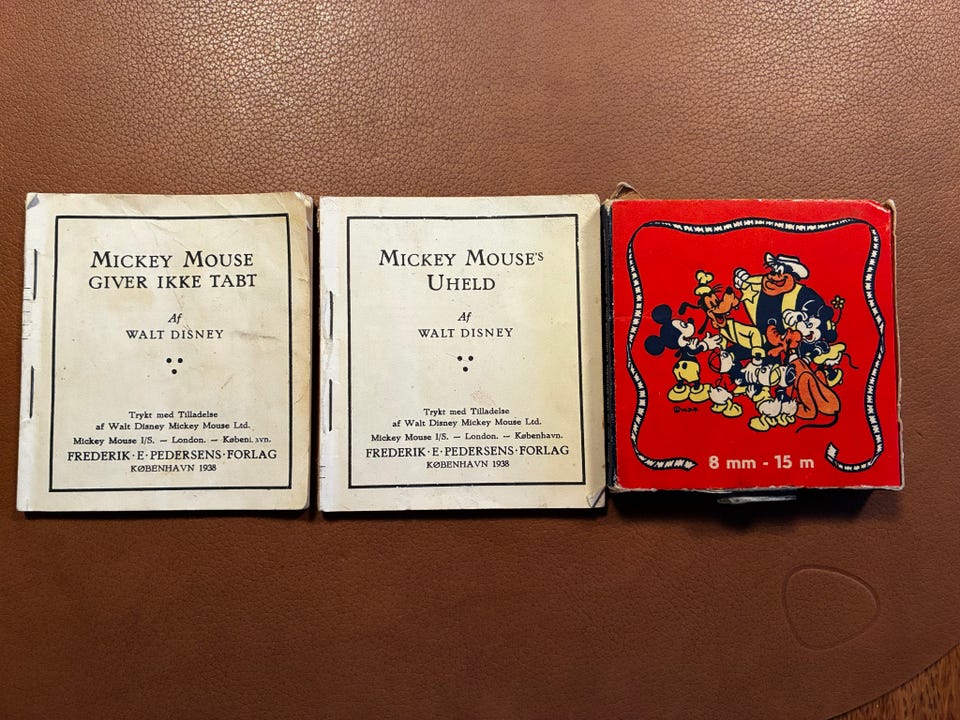 MICKEY MOUSE
GIVER IKKE TABT
Af
WALT DISNEY
Trykt med Tilladelse
af Walt Disney Mickey Mouse Ltd.
Mickey Mouse I/S. — London. —
FREDERIK · E · PEDERSENS · FORLAG
KØBENHAVN 1938
MICKEY MOUSE'S
UHELD
Af
WALT DISNEY
Trykt med Tilladelse
af Walt Disney Mickey Mouse Ltd.
Mickey Mouse I/S. — London. — København.
FREDERIK · E · PEDERSENS · FORLAG
KØBENHAVN 1938
8 mm - 15 m